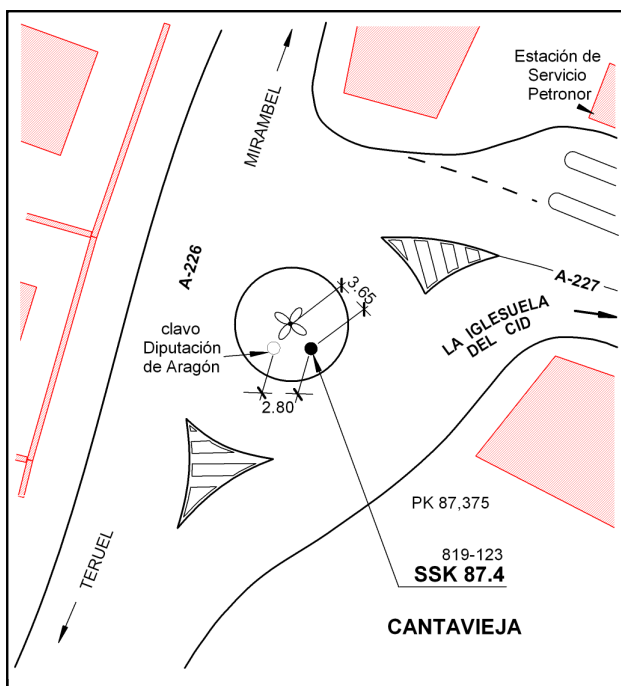 Estación de
Servicio
Petronor
MIRAMBEL
A-226
3.65
A-227
LA IGLESUELA
DEL CID
clavo
Diputación
de Aragón
2.80
PK 87,375
TERUEL
819-123
SSK 87.4
CANTAVIEJA